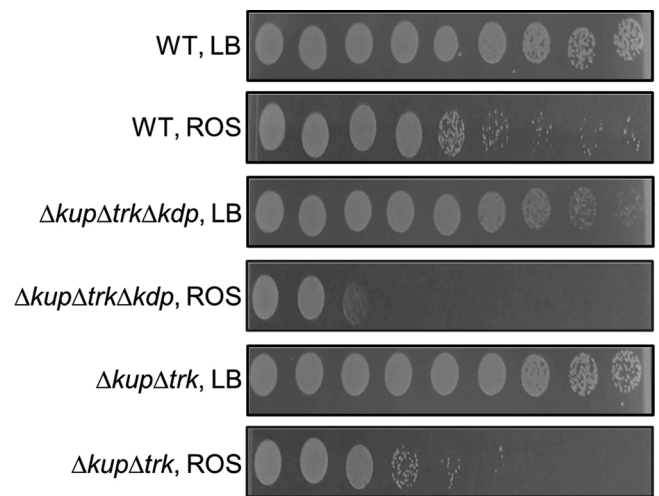 WT, LB
WT, ROS
ΔkupΔtrkΔkdp, LB
ΔkupΔtrkΔkdp, ROS
ΔkupΔtrk, LB
ΔkupΔtrk, ROS